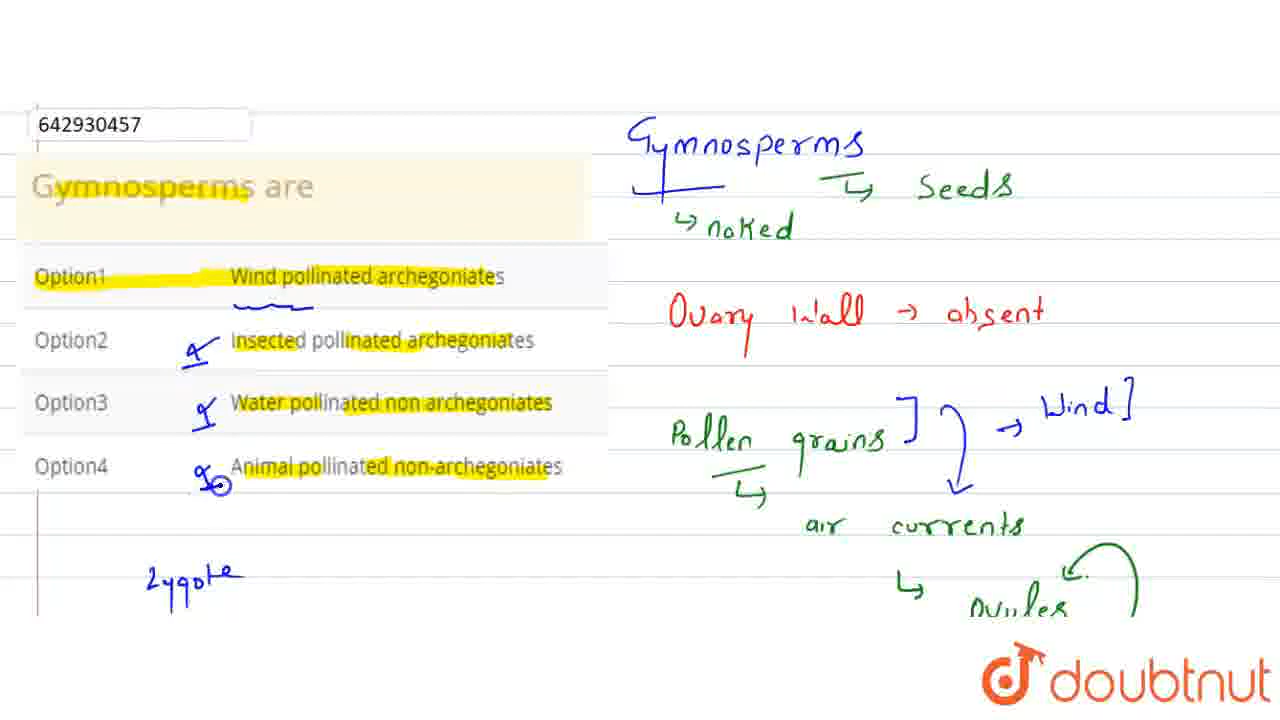 642930457
Gymnosperms are
Option1 Wind pollinated archegoniates
Option2 Insected pollinated archegoniates
Option3 Water pollinated non archegoniates
Option4 Animal pollinated non-archegoniates
Zygote
Gymnosperms
↳ Seeds
↳ naked
Ovary Wall → absent
Pollen grains ] → Wind ]
↳ air currents
↳ ovules
doubtnut